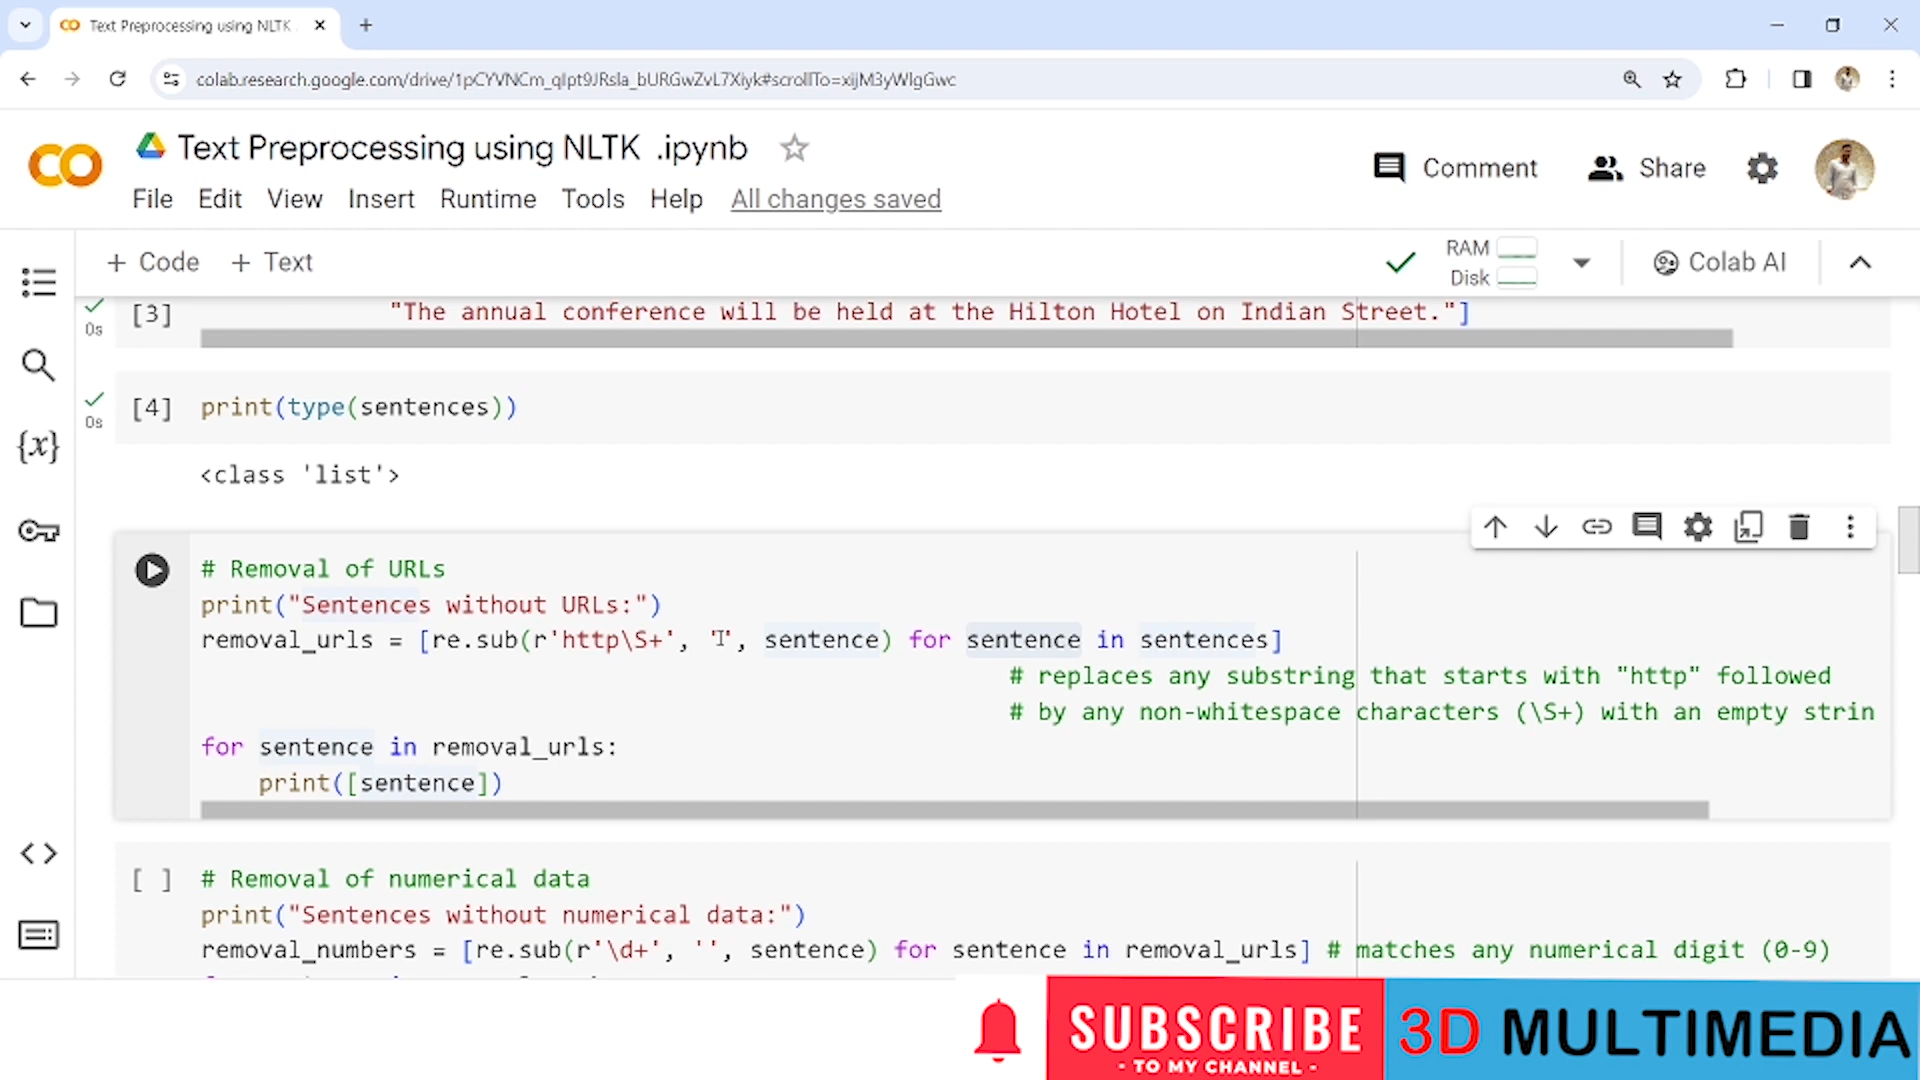 Text Preprocessing using NLTK
colab.research.google.com/drive/1pCYVNCm_qlpt9JRsla_bURGwZvL7Xiyk#scrollTo=xijM3yWlgGwc
Text Preprocessing using NLTK .ipynb
Comment
Share
File Edit View Insert Runtime Tools Help All changes saved
+ Code + Text
RAM
Disk
Colab AI
[3] "The annual conference will be held at the Hilton Hotel on Indian Street."]
0s
[4] print(type(sentences))
0s
<class 'list'>
{x}
# Removal of URLs
print("Sentences without URLs:")
removal_urls = [re.sub(r'http\S+', '', sentence) for sentence in sentences]
# replaces any substring that starts with "http" followed
# by any non-whitespace characters (\S+) with an empty strin
for sentence in removal_urls:
print([sentence])
[ ] # Removal of numerical data
print("Sentences without numerical data:")
removal_numbers = [re.sub(r'\d+', '', sentence) for sentence in removal_urls] # matches any numerical digit (0-9)
SUBSCRIBE
- TO MY CHANNEL -
3D MULTIMEDIA